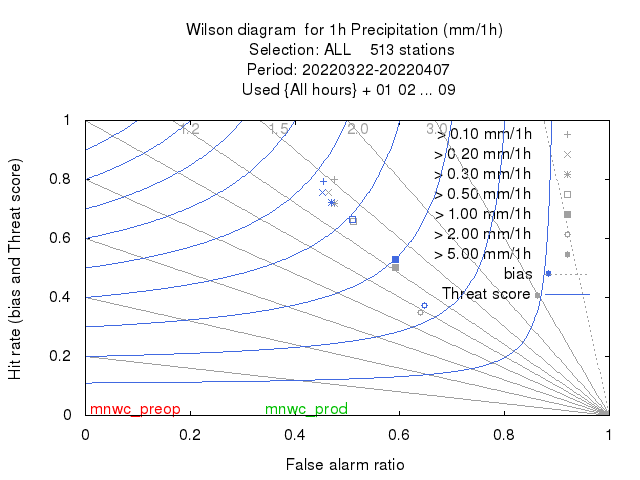 Wilson diagram  for 1h Precipitation (mm/1h)
Selection: ALL    513 stations
Period: 20220322-20220407
Used {All hours} + 01 02 ... 09
1
0.8
0.6
0.4
0.2
0
Hit rate (bias and Threat score)
1.2
1.5
2.0
3.0
> 0.10 mm/1h
> 0.20 mm/1h
> 0.30 mm/1h
> 0.50 mm/1h
> 1.00 mm/1h
> 2.00 mm/1h
> 5.00 mm/1h
bias
Threat score
mnwc_preop
mnwc_prod
0
0.2
0.4
0.6
0.8
1
False alarm ratio